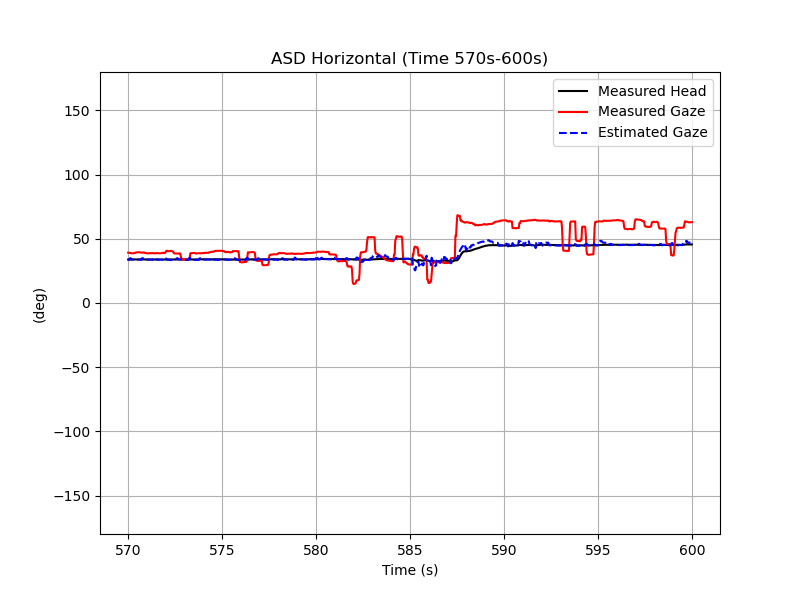 ASD Horizontal (Time 570s-600s)
Measured Head
Measured Gaze
Estimated Gaze
150
100
50
0
−50
−100
−150
(deg)
570
575
580
585
590
595
600
Time (s)